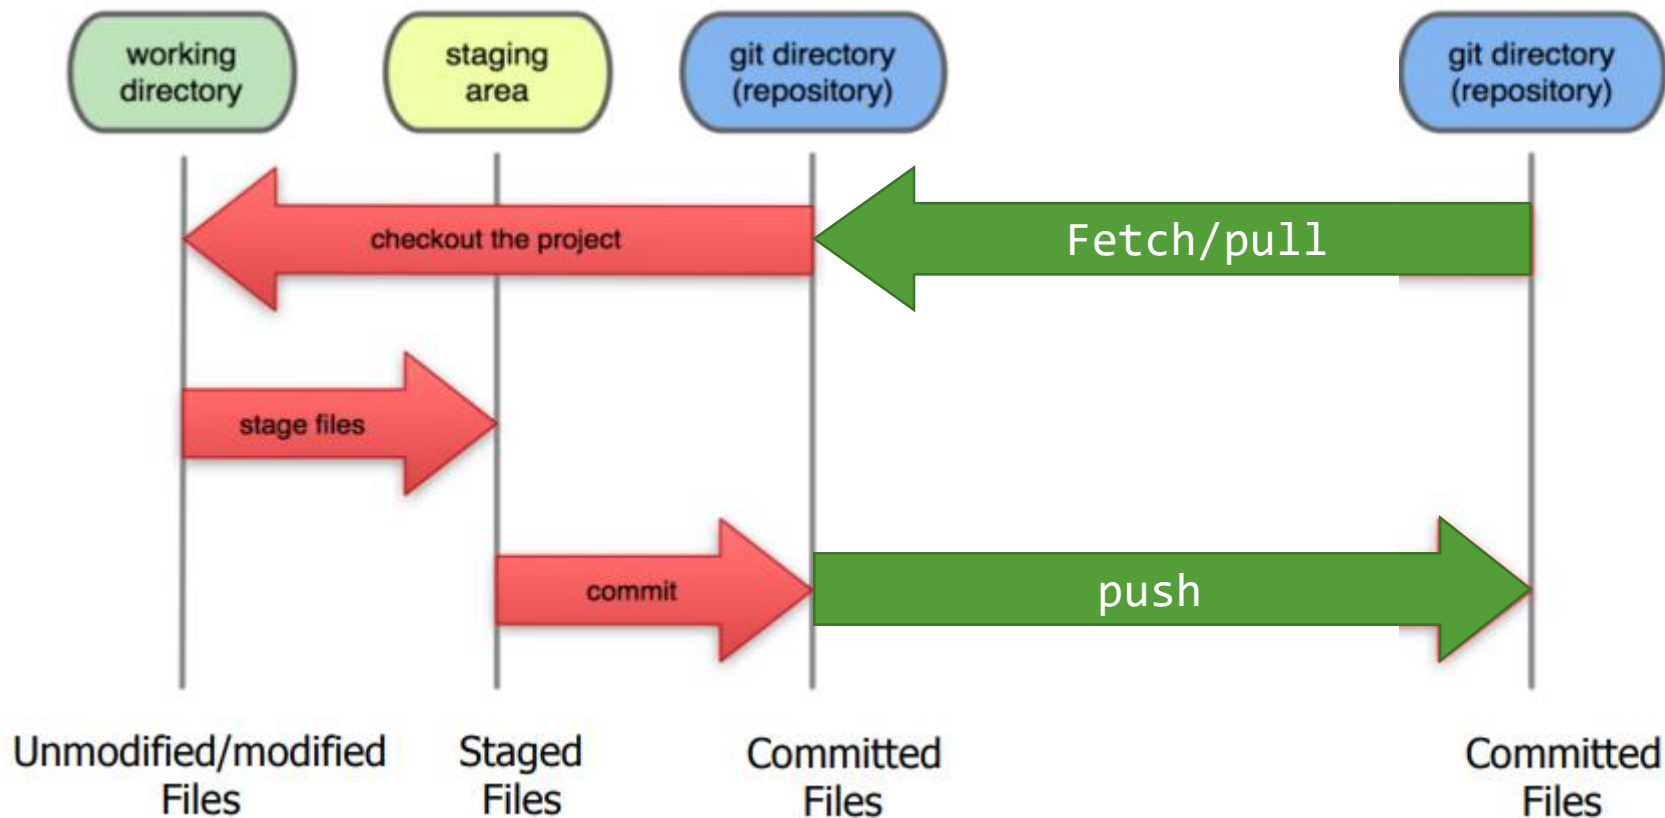 working
directory
staging
area
git directory
(repository)
git directory
(repository)
checkout the project
Fetch/pull
stage files
commit
push
Unmodified/modified
Files
Staged
Files
Committed
Files
Committed
Files